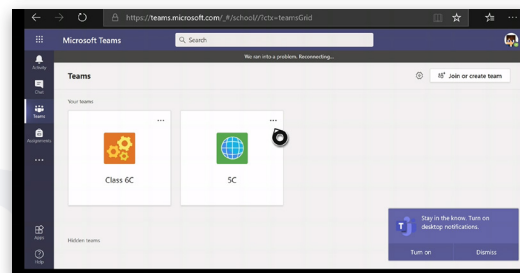 https://teams.microsoft.com/_#/school//?ctx=teamsGrid
Microsoft Teams
Search
We ran into a problem. Reconnecting...
Activity
Teams
Join or create team
Chat
Your teams
Teams
Assignments
Class 6C
5C
Stay in the know. Turn on
desktop notifications.
Apps
Hidden teams
Turn on
Dismiss
Help